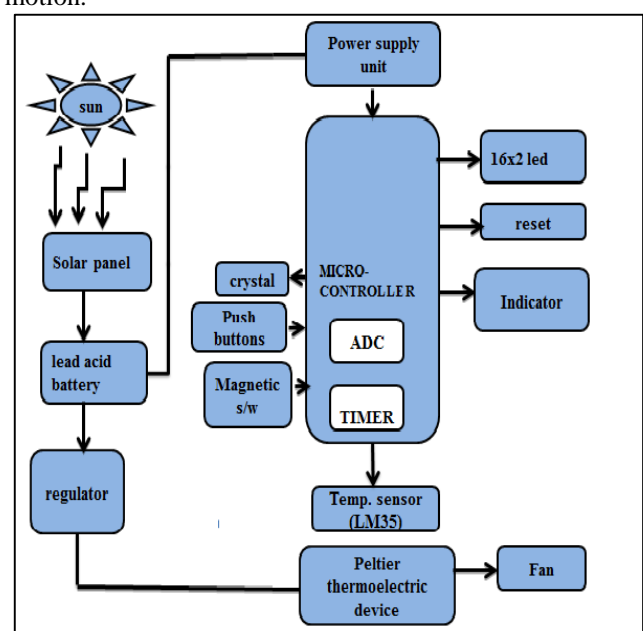 motion.
Power supply
unit
sun
16x2 led
reset
Solar panel
MICRO-
CONTROLLER
crystal
Indicator
Push
buttons
ADC
lead acid
battery
Magnetic
s/w
TIMER
regulator
Temp. sensor
(LM35)
Peltier
thermoelectric
device
Fan